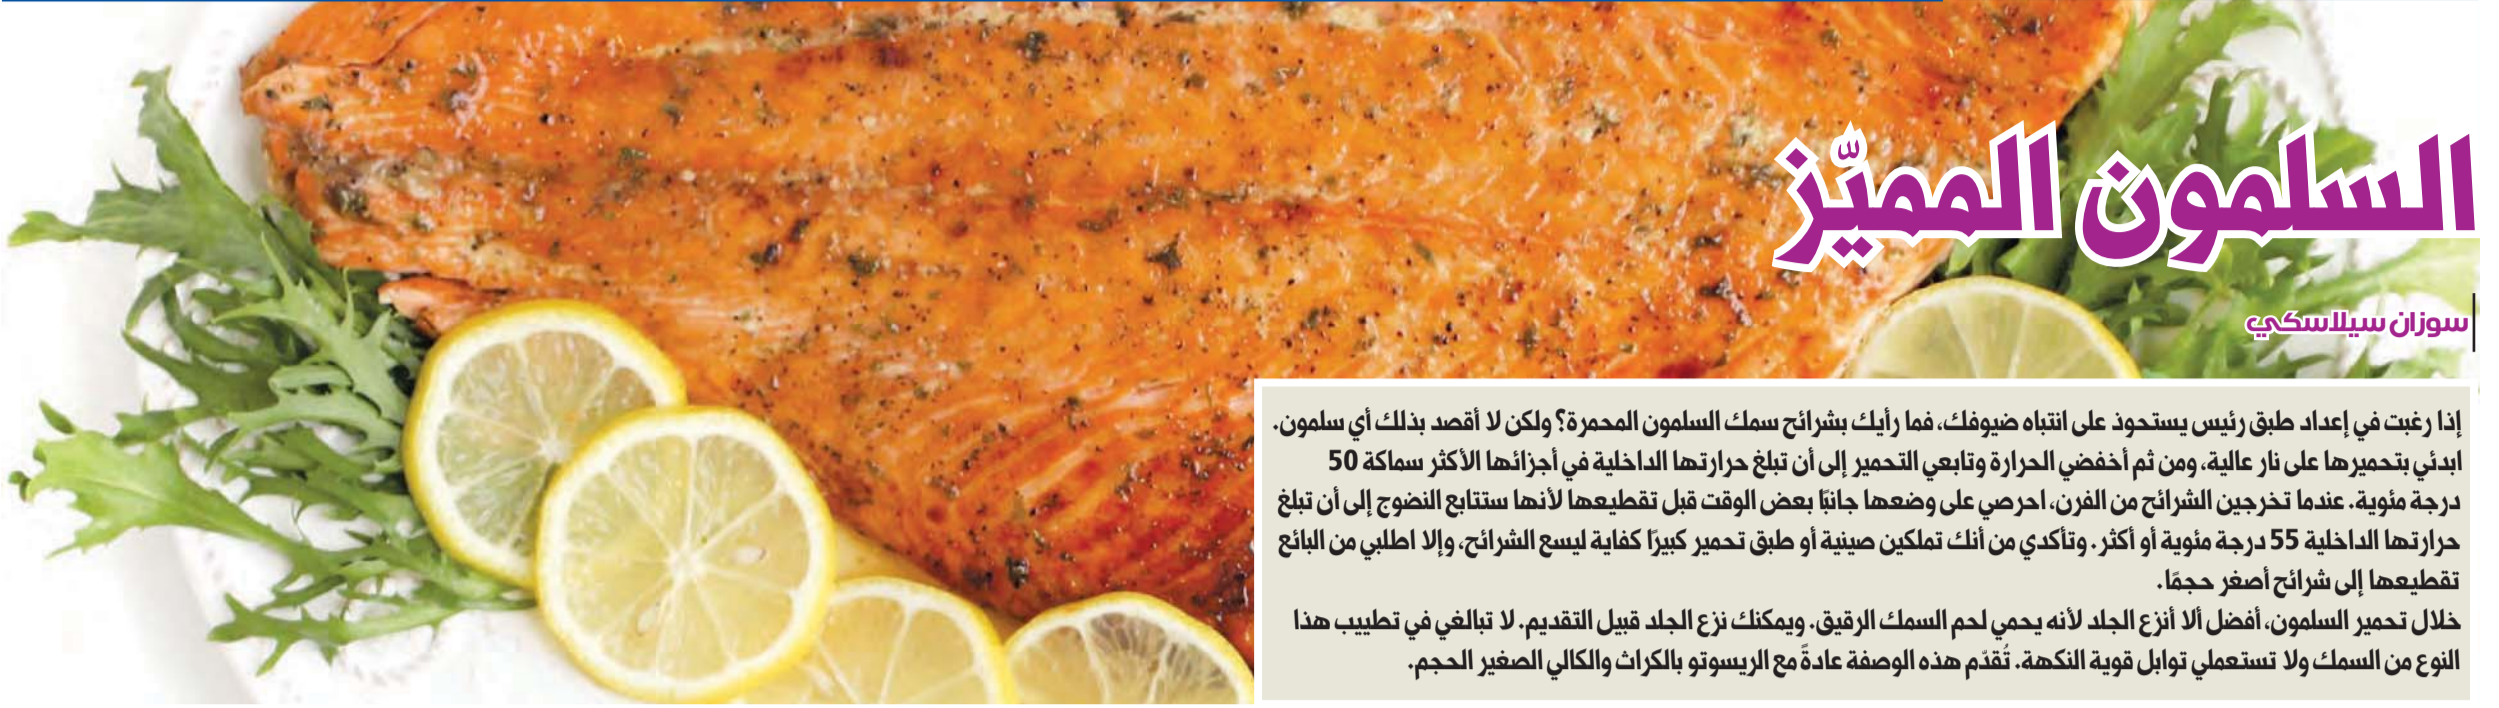 السلمون المميّز
سوزان سيلاسكي
إذا رغبت في إعداد طبق رئيس يستحوذ على انتباه ضيوفك، فما رأيك بشرائح سمك السلمون المحمرة؟ ولكن لا أقصد بذلك أي سلمون.
ابدئي بتحميرها على نار عالية، ومن ثم أخفضي الحرارة وتابعي التحمير إلى أن تبلغ حرارتها الداخلية في أجزائها الأكثر سماكة 50
درجة مئوية. عندما تخرجين الشرائح من الفرن، احرصي على وضعها جانبًا بعض الوقت قبل تقطيعها لأنها ستتابع النضوج إلى أن تبلغ
حرارتها الداخلية 55 درجة مئوية أو أكثر. وتأكدي من أنك تملكين صينية أو طبق تحمير كبيرًا كفاية ليسع الشرائح، وإلا اطلبي من البائع
تقطيعها إلى شرائح أصغر حجمًا.
خلال تحمير السلمون، أفضل ألا أنزع الجلد لأنه يحمي لحم السمك الرقيق. ويمكنك نزع الجلد قبيل التقديم. لا تبالغي في تطييب هذا
النوع من السمك ولا تستعملي توابل قوية النكهة. تُقدّم هذه الوصفة عادةً مع الريسوتو بالكراث والكالي الصغير الحجم.